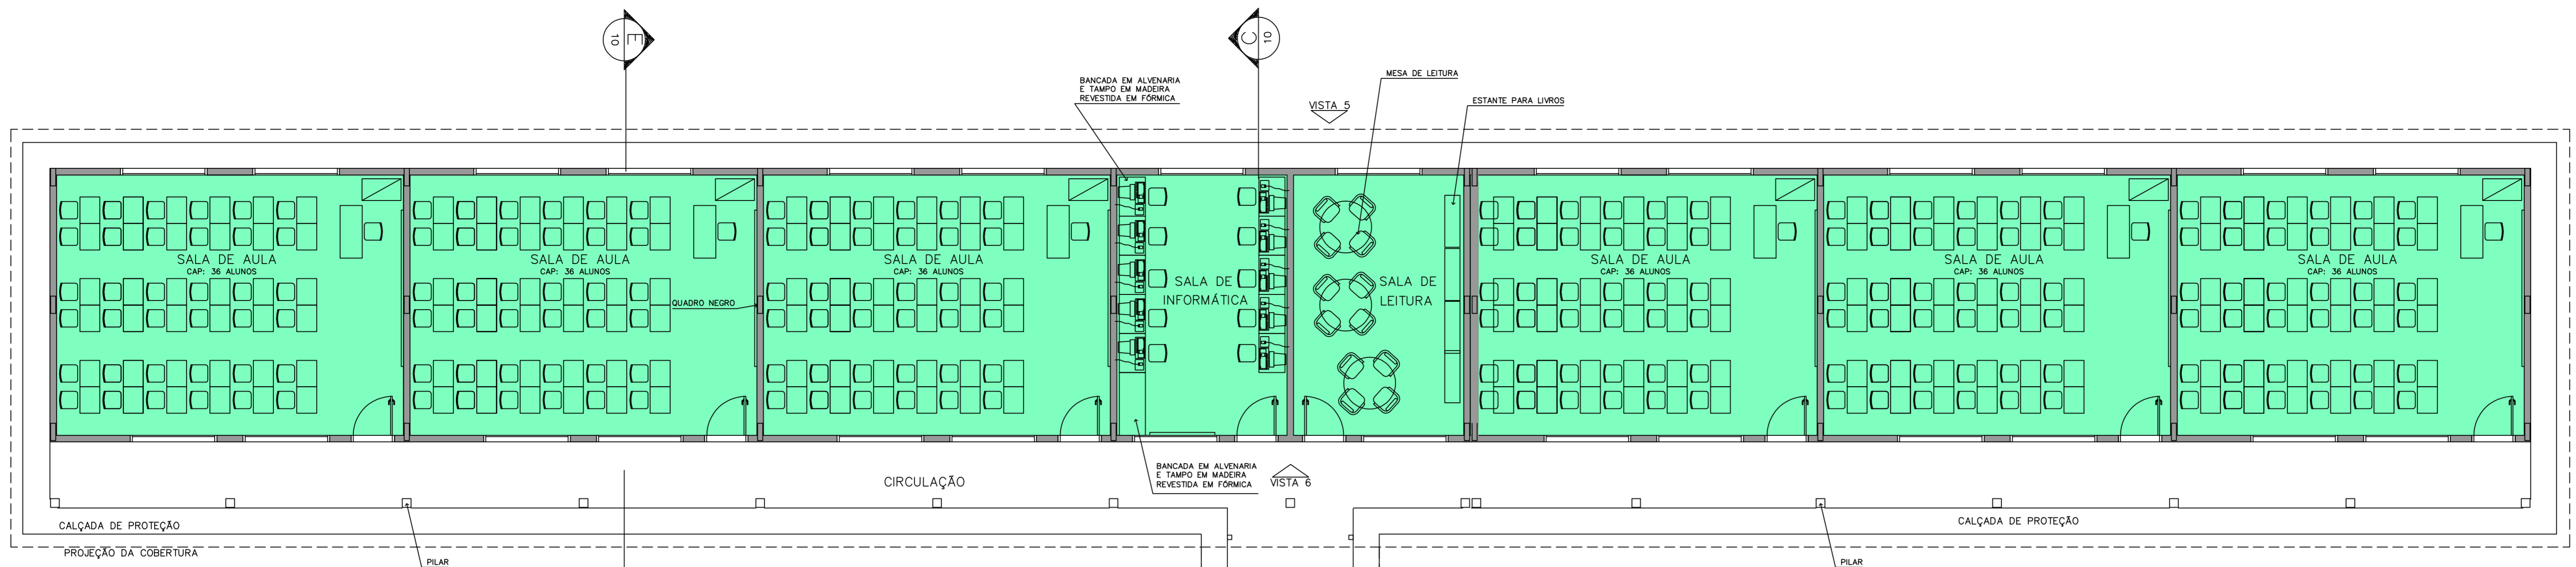 E
10
C
10
BANCADA EM ALVENARIA
E TAMPO EM MADEIRA
REVESTIDA EM FÓRMICA
MESA DE LEITURA
VISTA 5
ESTANTE PARA LIVROS
SALA DE AULA
CAP: 36 ALUNOS
SALA DE AULA
CAP: 36 ALUNOS
SALA DE AULA
CAP: 36 ALUNOS
SALA DE
INFORMÁTICA
SALA DE
LEITURA
SALA DE AULA
CAP: 36 ALUNOS
SALA DE AULA
CAP: 36 ALUNOS
SALA DE AULA
CAP: 36 ALUNOS
QUADRO NEGRO
CIRCULAÇÃO
BANCADA EM ALVENARIA
E TAMPO EM MADEIRA
REVESTIDA EM FÓRMICA
VISTA 6
CALÇADA DE PROTEÇÃO
CALÇADA DE PROTEÇÃO
PROJEÇÃO DA COBERTURA
PILAR
PILAR